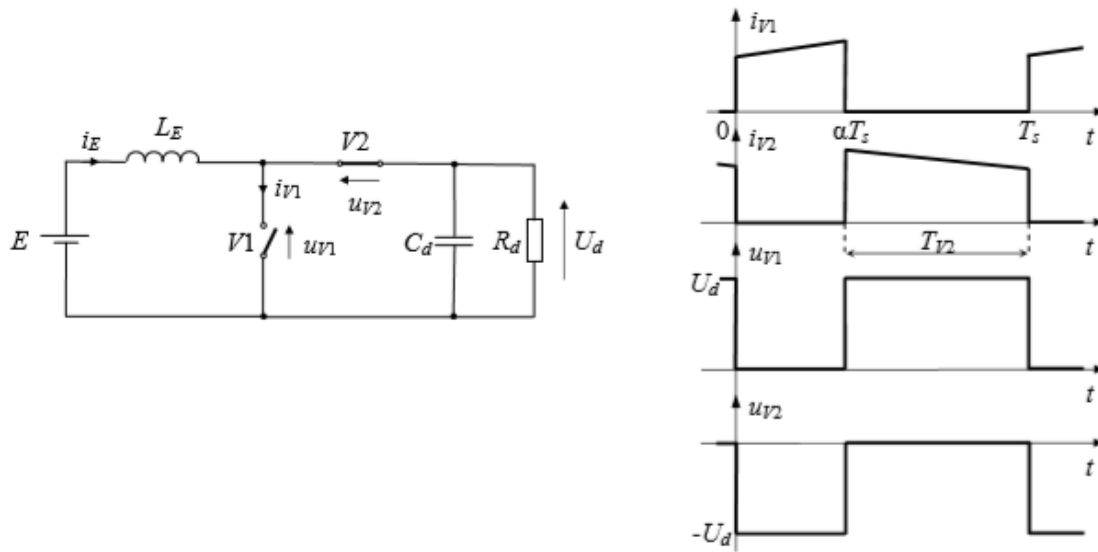 i_E
L_E
V2
i_V1
u_V2
E
V1
u_V1
C_d
R_d
U_d
i_V1
0
αT_s
T_s
t
i_V2
T_V2
t
u_V1
U_d
t
u_V2
t
-U_d